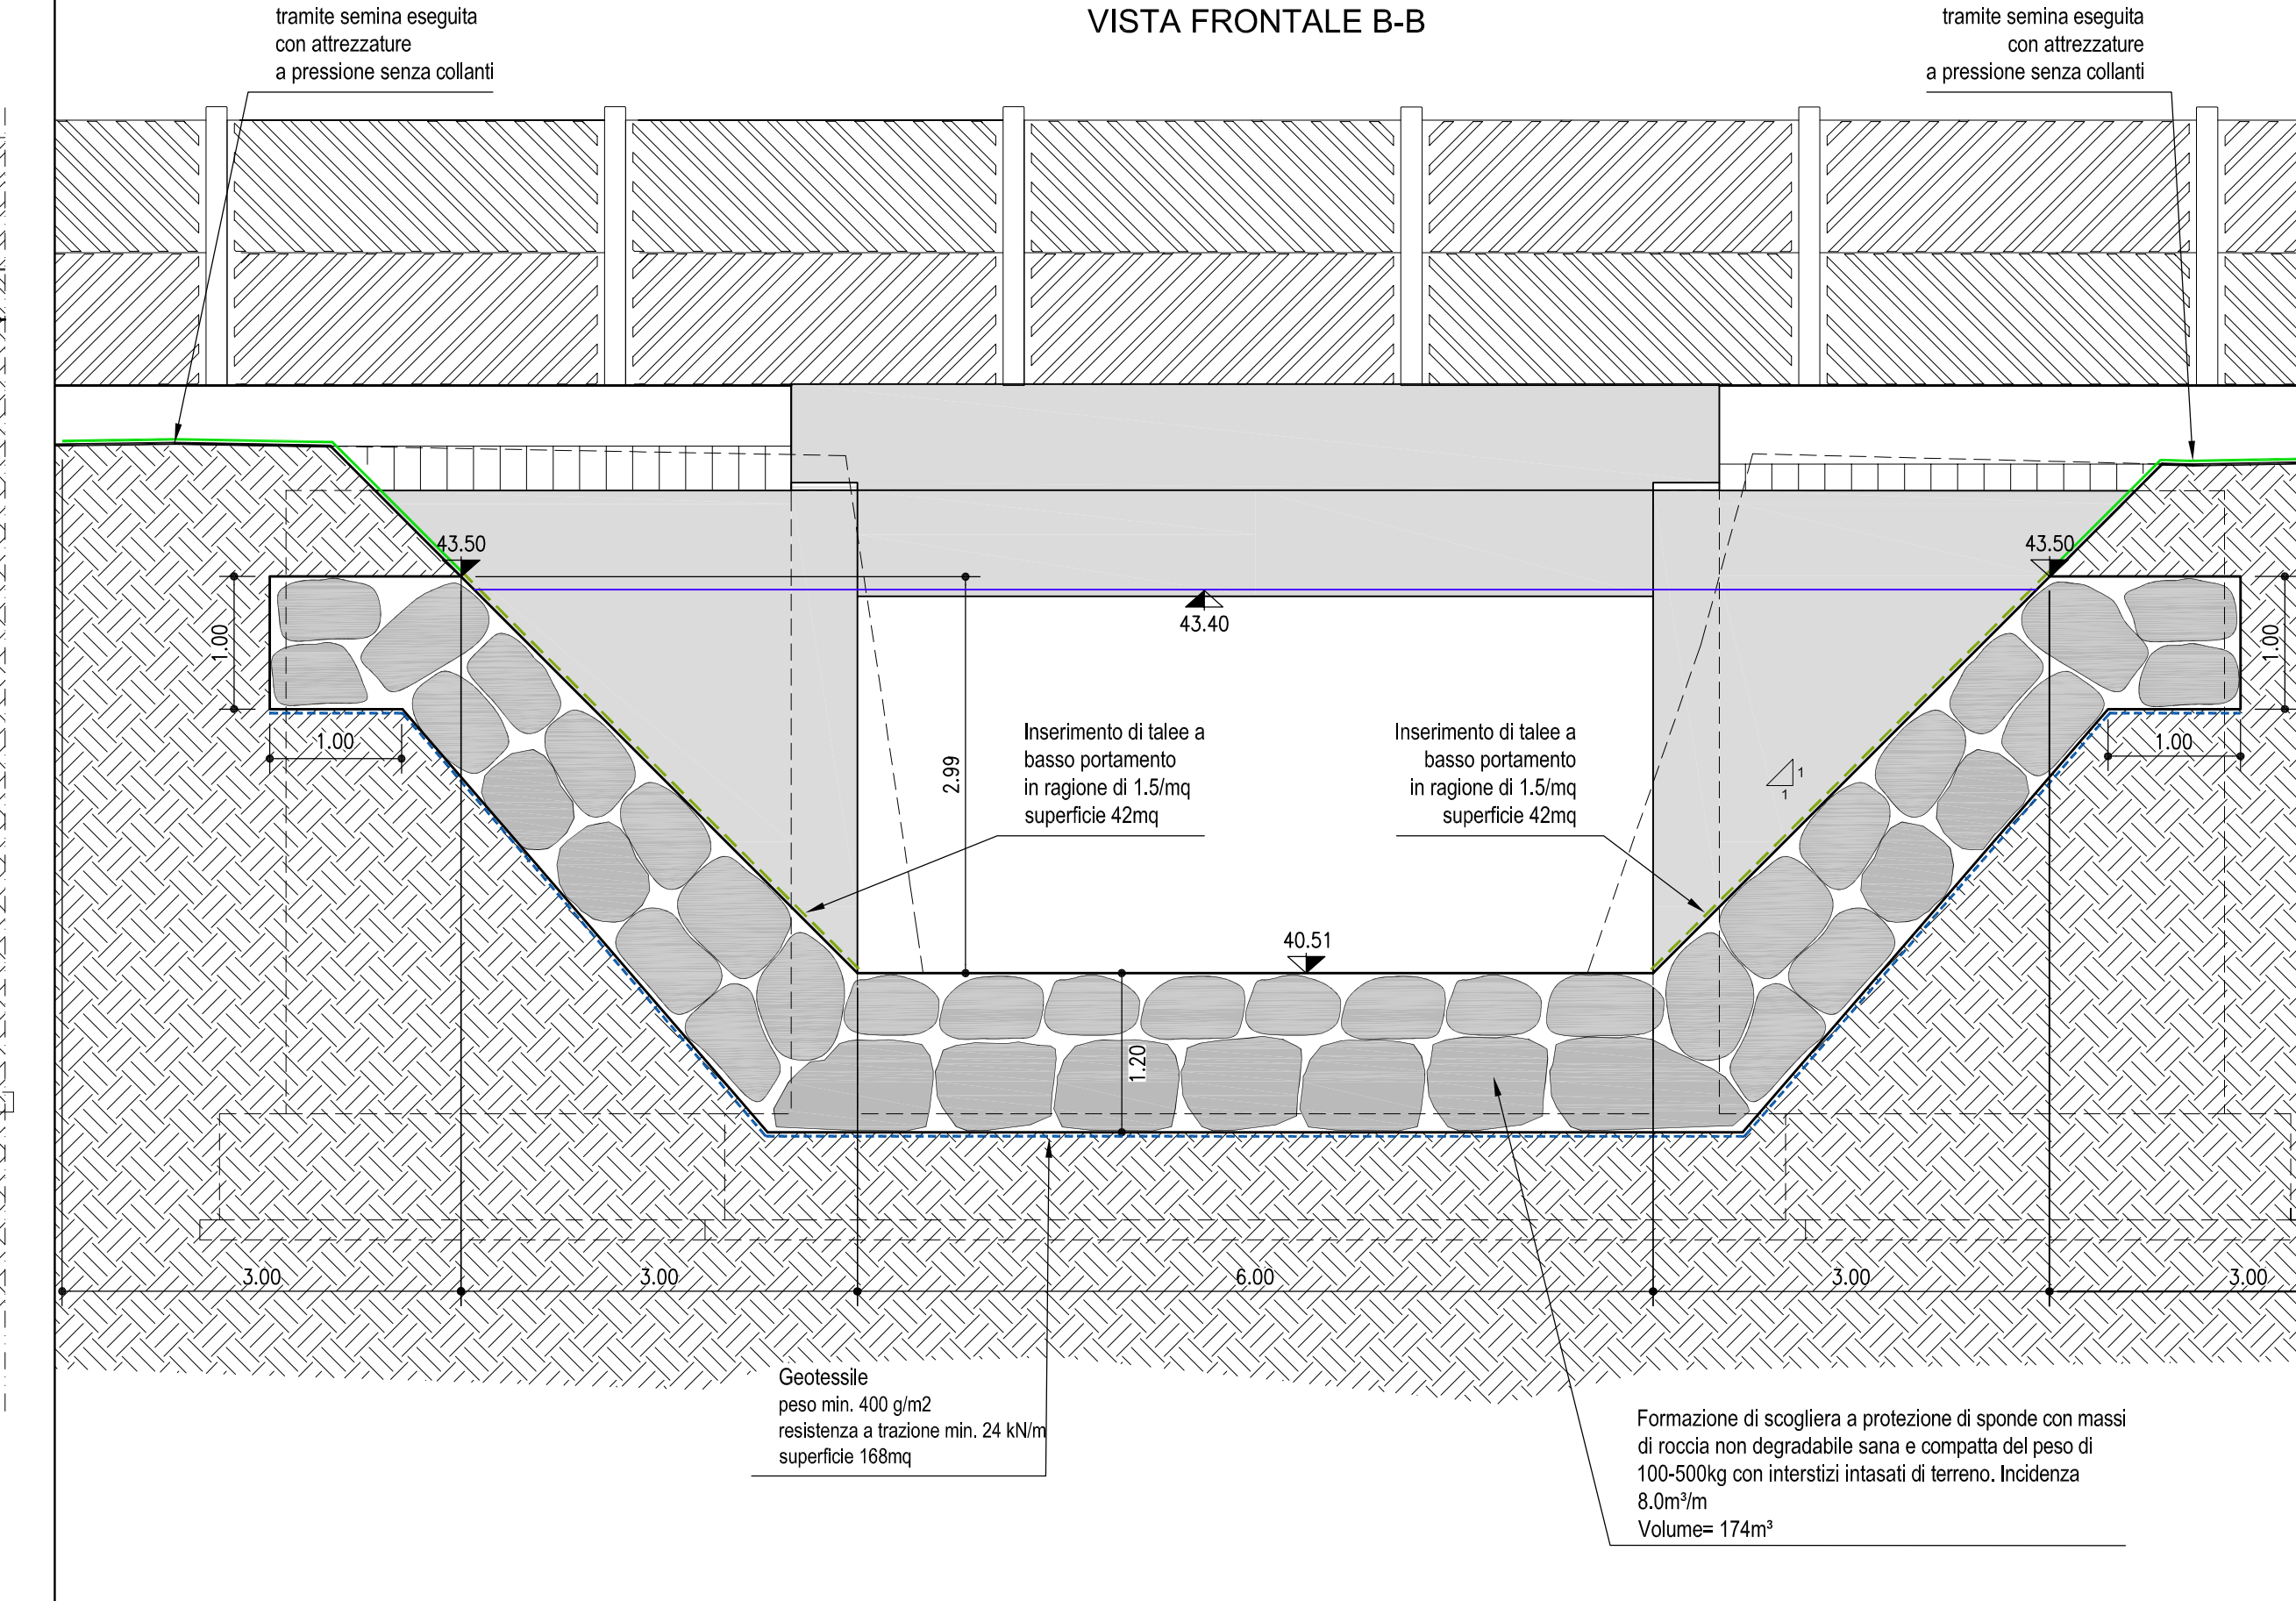 tramite semina eseguita
con attrezzature
a pressione senza collanti
VISTA FRONTALE B-B
tramite semina eseguita
con attrezzature
a pressione senza collanti
43.50
43.50
43.40
1.00
1.00
1.00
1.00
2.99
Inserimento di talee a
basso portamento
in ragione di 1.5/mq
superficie 42mq
Inserimento di talee a
basso portamento
in ragione di 1.5/mq
superficie 42mq
1
1
40.51
1.20
3.00
3.00
6.00
3.00
3.00
Geotessile
peso min. 400 g/m2
resistenza a trazione min. 24 kN/m
superficie 168mq
Formazione di scogliera a protezione di sponde con massi
di roccia non degradabile sana e compatta del peso di
100-500kg con interstizi intasati di terreno. Incidenza
8.0m³/m
Volume= 174m³